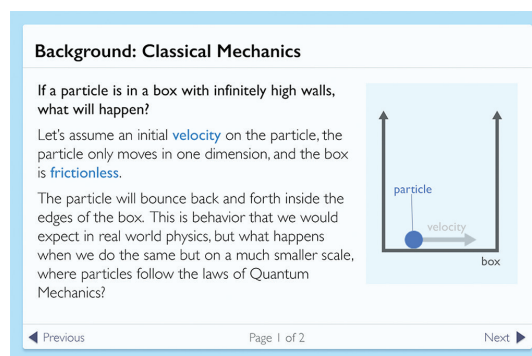 Background: Classical Mechanics
If a particle is in a box with infinitely high walls,
what will happen?
Let's assume an initial velocity on the particle, the
particle only moves in one dimension, and the box
is frictionless.
The particle will bounce back and forth inside the
edges of the box. This is behavior that we would
expect in real world physics, but what happens
when we do the same but on a much smaller scale,
where particles follow the laws of Quantum
Mechanics?
particle
velocity
box
Previous
Page 1 of 2
Next